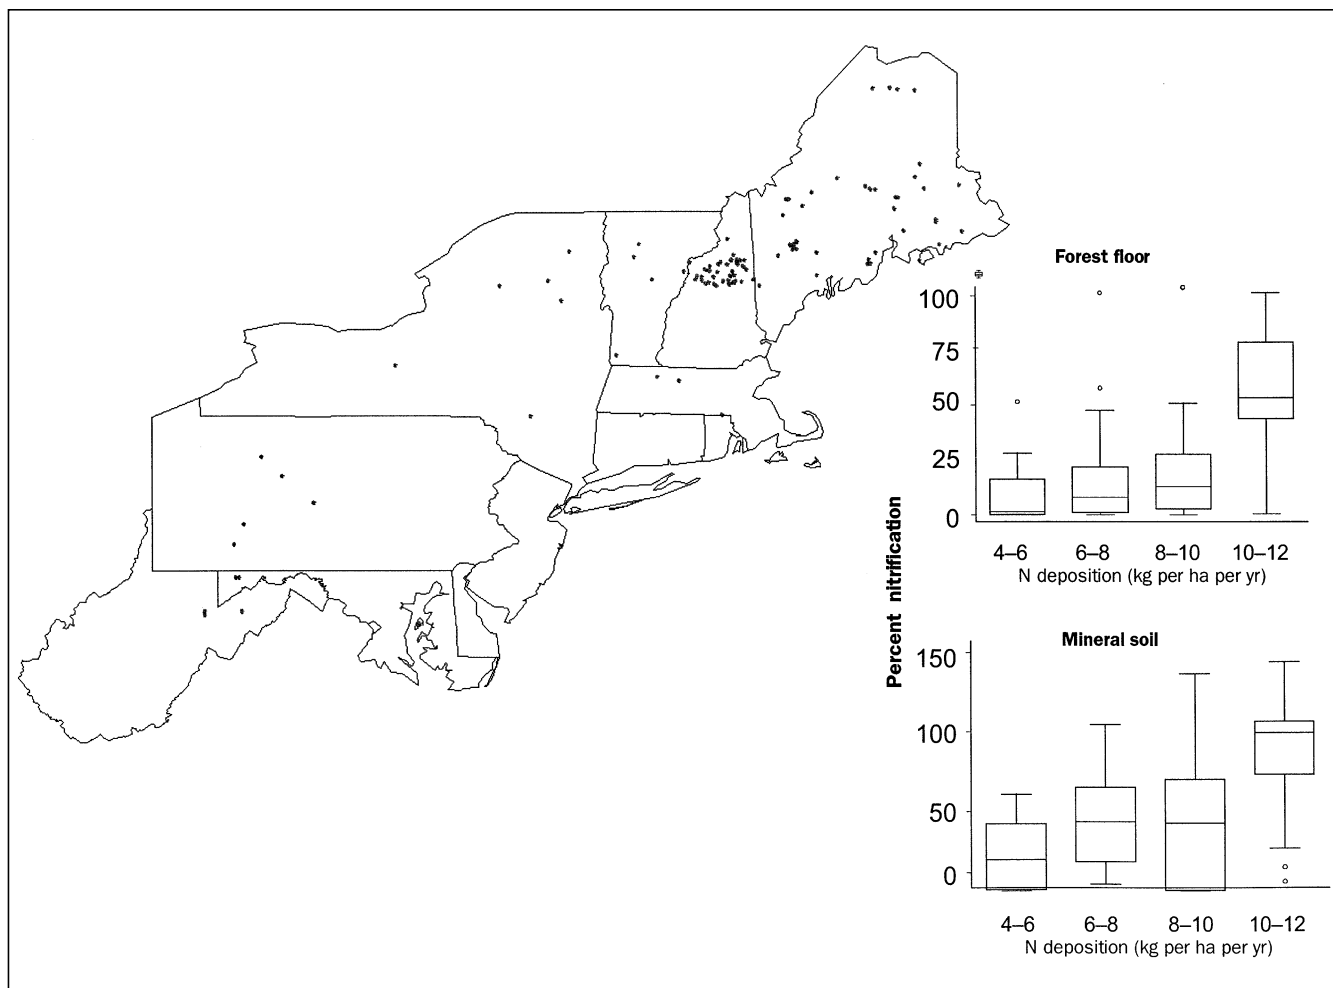 Forest floor
100
75
50
25
0
4–6 6–8 8–10 10–12
N deposition (kg per ha per yr)
Percent nitrification
Mineral soil
150
100
50
0
4–6 6–8 8–10 10–12
N deposition (kg per ha per yr)